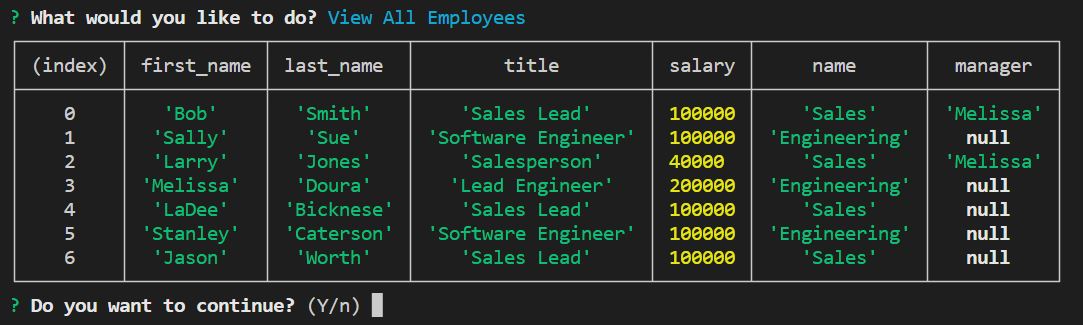 ? What would you like to do? View All Employees
(index) first_name last_name title salary name manager
0 'Bob' 'Smith' 'Sales Lead' 100000 'Sales' 'Melissa'
1 'Sally' 'Sue' 'Software Engineer' 100000 'Engineering' null
2 'Larry' 'Jones' 'Salesperson' 40000 'Sales' 'Melissa'
3 'Melissa' 'Doura' 'Lead Engineer' 200000 'Engineering' null
4 'LaDee' 'Bicknese' 'Sales Lead' 100000 'Sales' null
5 'Stanley' 'Caterson' 'Software Engineer' 100000 'Engineering' null
6 'Jason' 'Worth' 'Sales Lead' 100000 'Sales' null
? Do you want to continue? (Y/n)